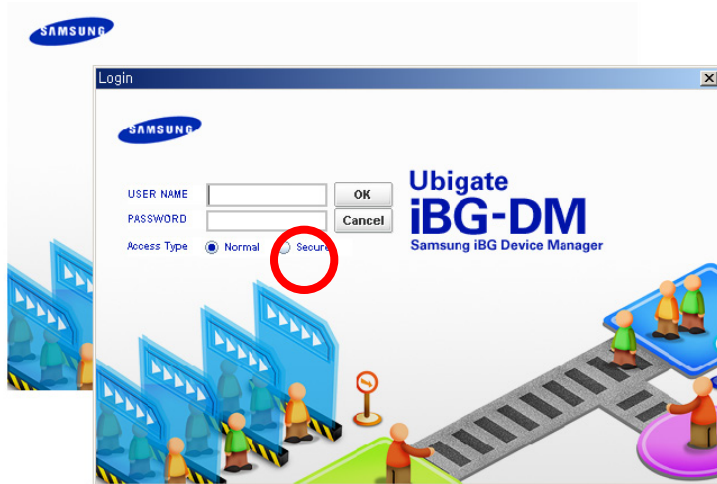 SAMSUNG
Login
SAMSUNG
USER NAME
OK
PASSWORD
Cancel
Access Type
Normal
Secure
Ubigate
iBG-DM
Samsung iBG Device Manager